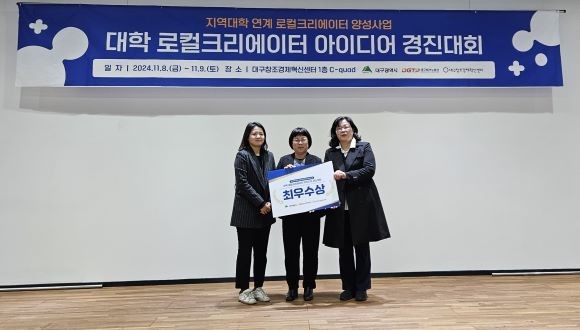 지역대학 연계 로컬크리에이터 양성사업
대학 로컬크리에이터 아이디어 경진대회
일 자 | 2024.11.8.(금) ~ 11.9.(토) 장 소 | 대구창조경제혁신센터 1층 C-quad 대구광역시
최우수상